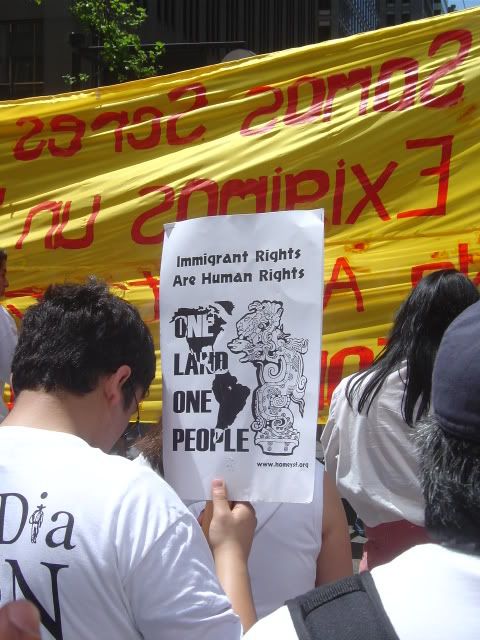 Somos Seres
Exigimos un
Immigrant Rights
Are Human Rights
ONE
LAND
ONE
PEOPLE
www.homeysf.org
Dia